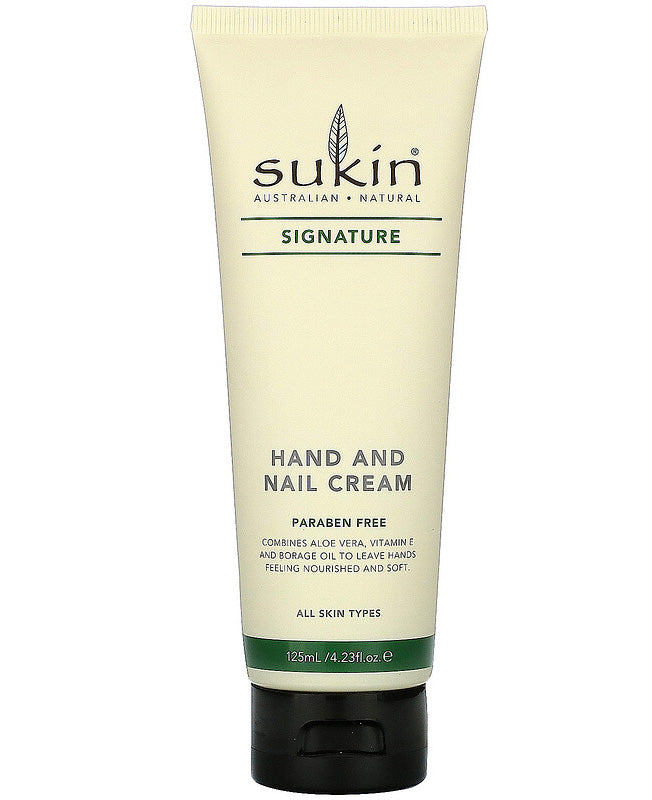 sukin®
AUSTRALIAN • NATURAL
SIGNATURE
HAND AND
NAIL CREAM
PARABEN FREE
COMBINES ALOE VERA, VITAMIN E
AND BORAGE OIL TO LEAVE HANDS
FEELING NOURISHED AND SOFT.
ALL SKIN TYPES
125mL /4.23fl.oz.℮